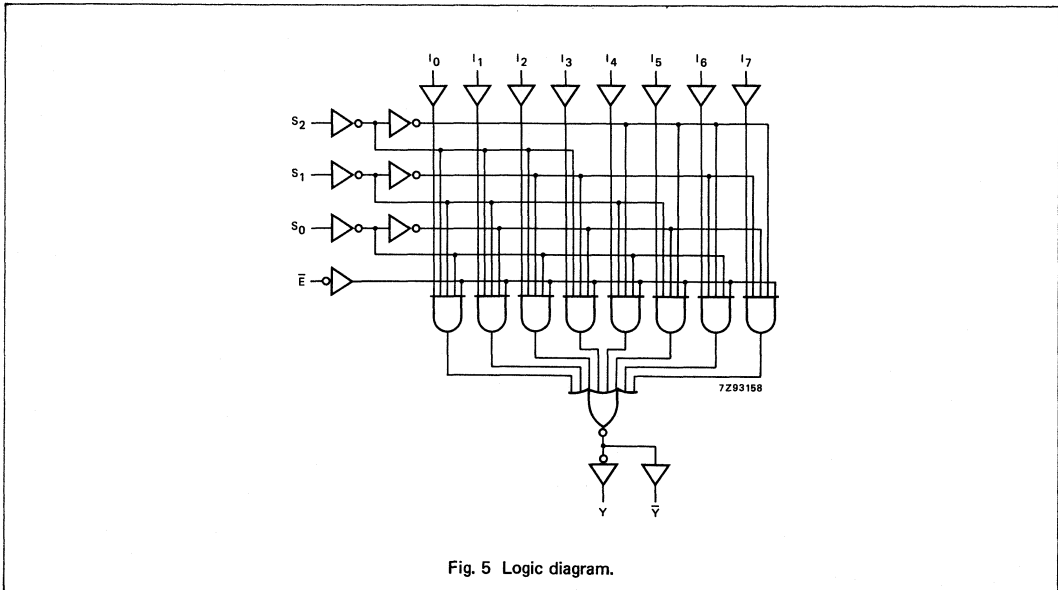 I0 I1 I2 I3 I4 I5 I6 I7
S2
S1
S0
E̅
7Z93158
Y Y̅
Fig. 5 Logic diagram.